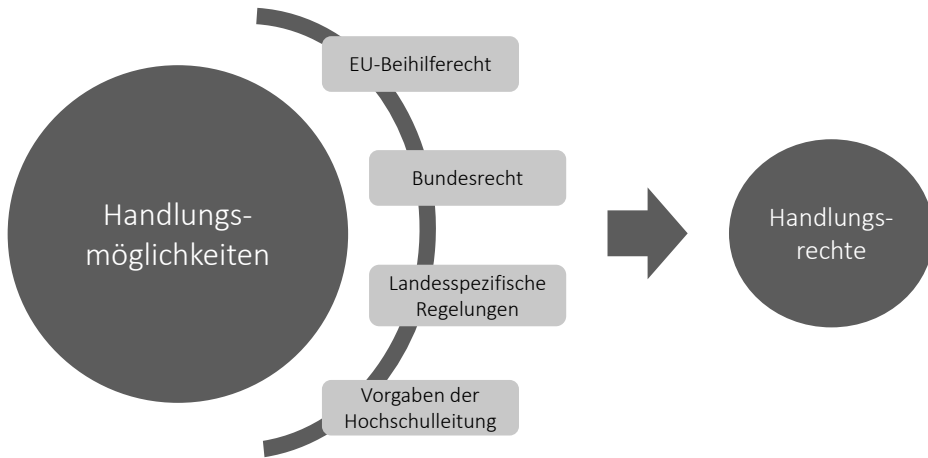 EU-Beihilferecht
Bundesrecht
Handlungs-
möglichkeiten
Handlungs-
rechte
Landesspezifische
Regelungen
Vorgaben der
Hochschulleitung